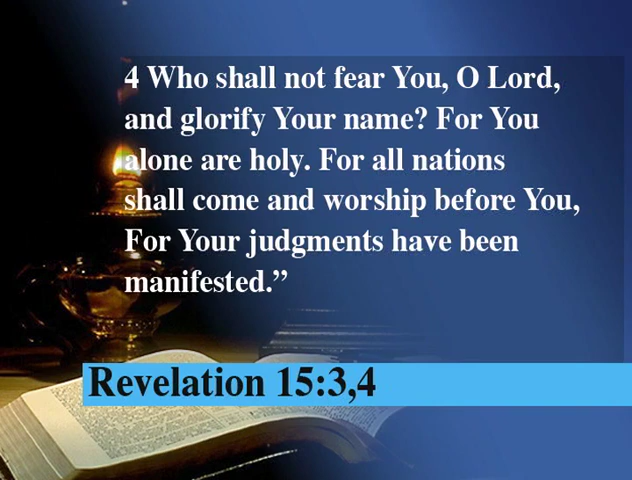 4 Who shall not fear You, O Lord,
and glorify Your name? For You
alone are holy. For all nations
shall come and worship before You,
For Your judgments have been
manifested.”
Revelation 15:3,4